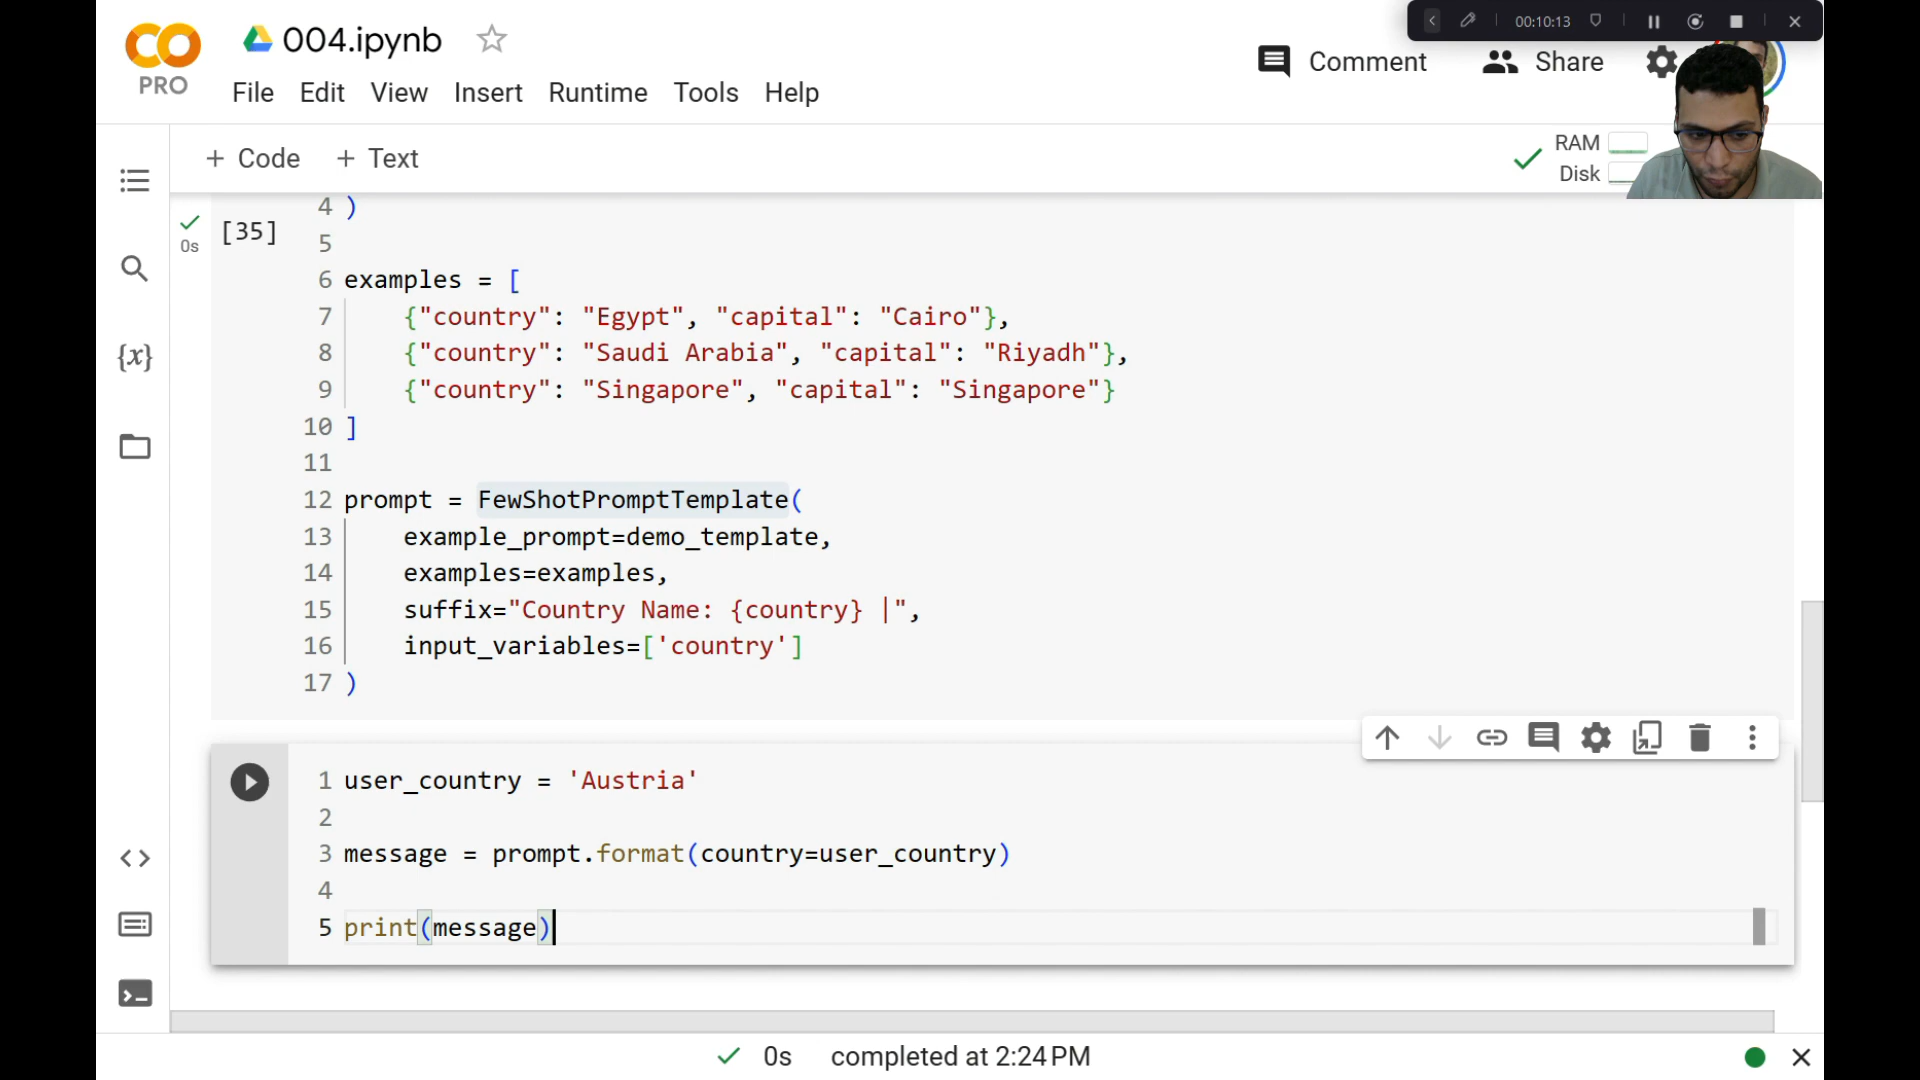 00:10:13
PRO
004.ipynb
Comment
Share
File Edit View Insert Runtime Tools Help
+ Code + Text
RAM
Disk
0s
[35]
4 )
5
6 examples = [
7     {"country": "Egypt", "capital": "Cairo"},
8     {"country": "Saudi Arabia", "capital": "Riyadh"},
9     {"country": "Singapore", "capital": "Singapore"}
10 ]
11
12 prompt = FewShotPromptTemplate(
13     example_prompt=demo_template,
14     examples=examples,
15     suffix="Country Name: {country} |",
16     input_variables=['country']
17 )
{x}
1 user_country = 'Austria'
2
3 message = prompt.format(country=user_country)
4
5 print(message)
0s completed at 2:24 PM